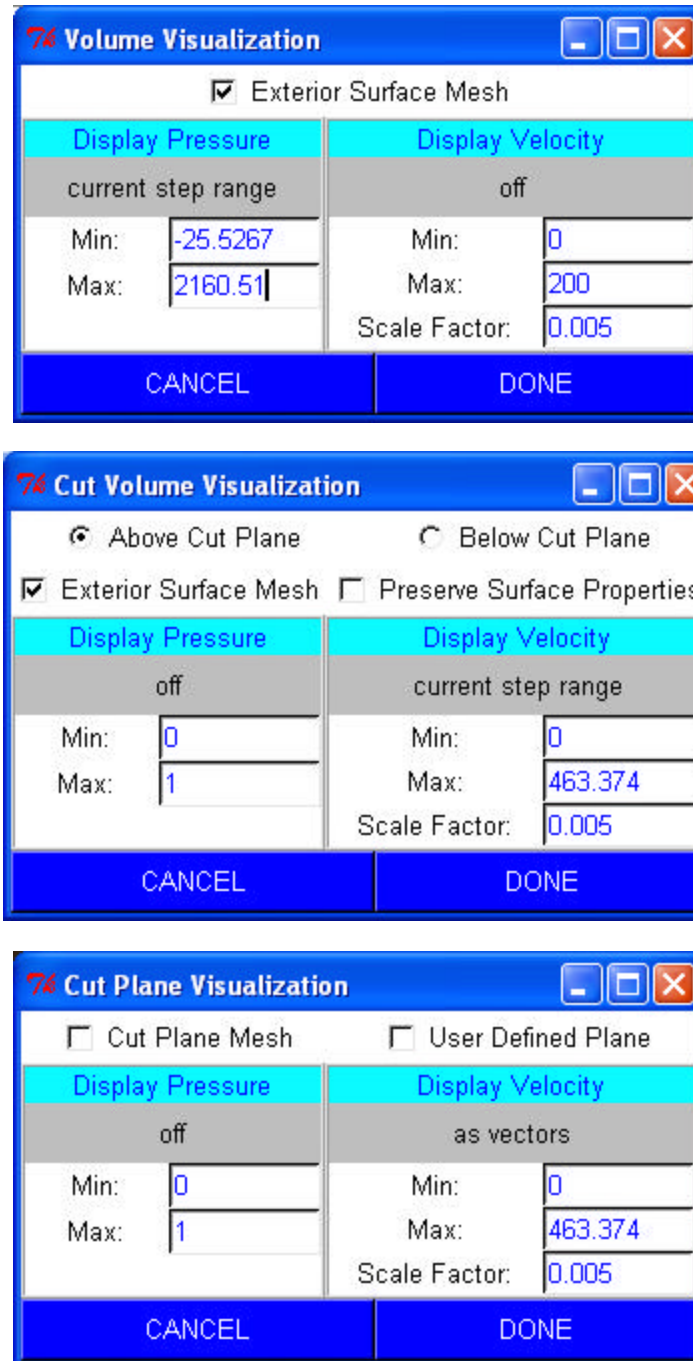 7k Volume Visualization
Exterior Surface Mesh
Display Pressure Display Velocity
current step range off
Min: -25.5267 Min: 0
Max: 2160.51 Max: 200
Scale Factor: 0.005
CANCEL DONE
7k Cut Volume Visualization
Above Cut Plane Below Cut Plane
Exterior Surface Mesh Preserve Surface Properties
Display Pressure Display Velocity
off current step range
Min: 0 Min: 0
Max: 1 Max: 463.374
Scale Factor: 0.005
CANCEL DONE
7k Cut Plane Visualization
Cut Plane Mesh User Defined Plane
Display Pressure Display Velocity
off as vectors
Min: 0 Min: 0
Max: 1 Max: 463.374
Scale Factor: 0.005
CANCEL DONE